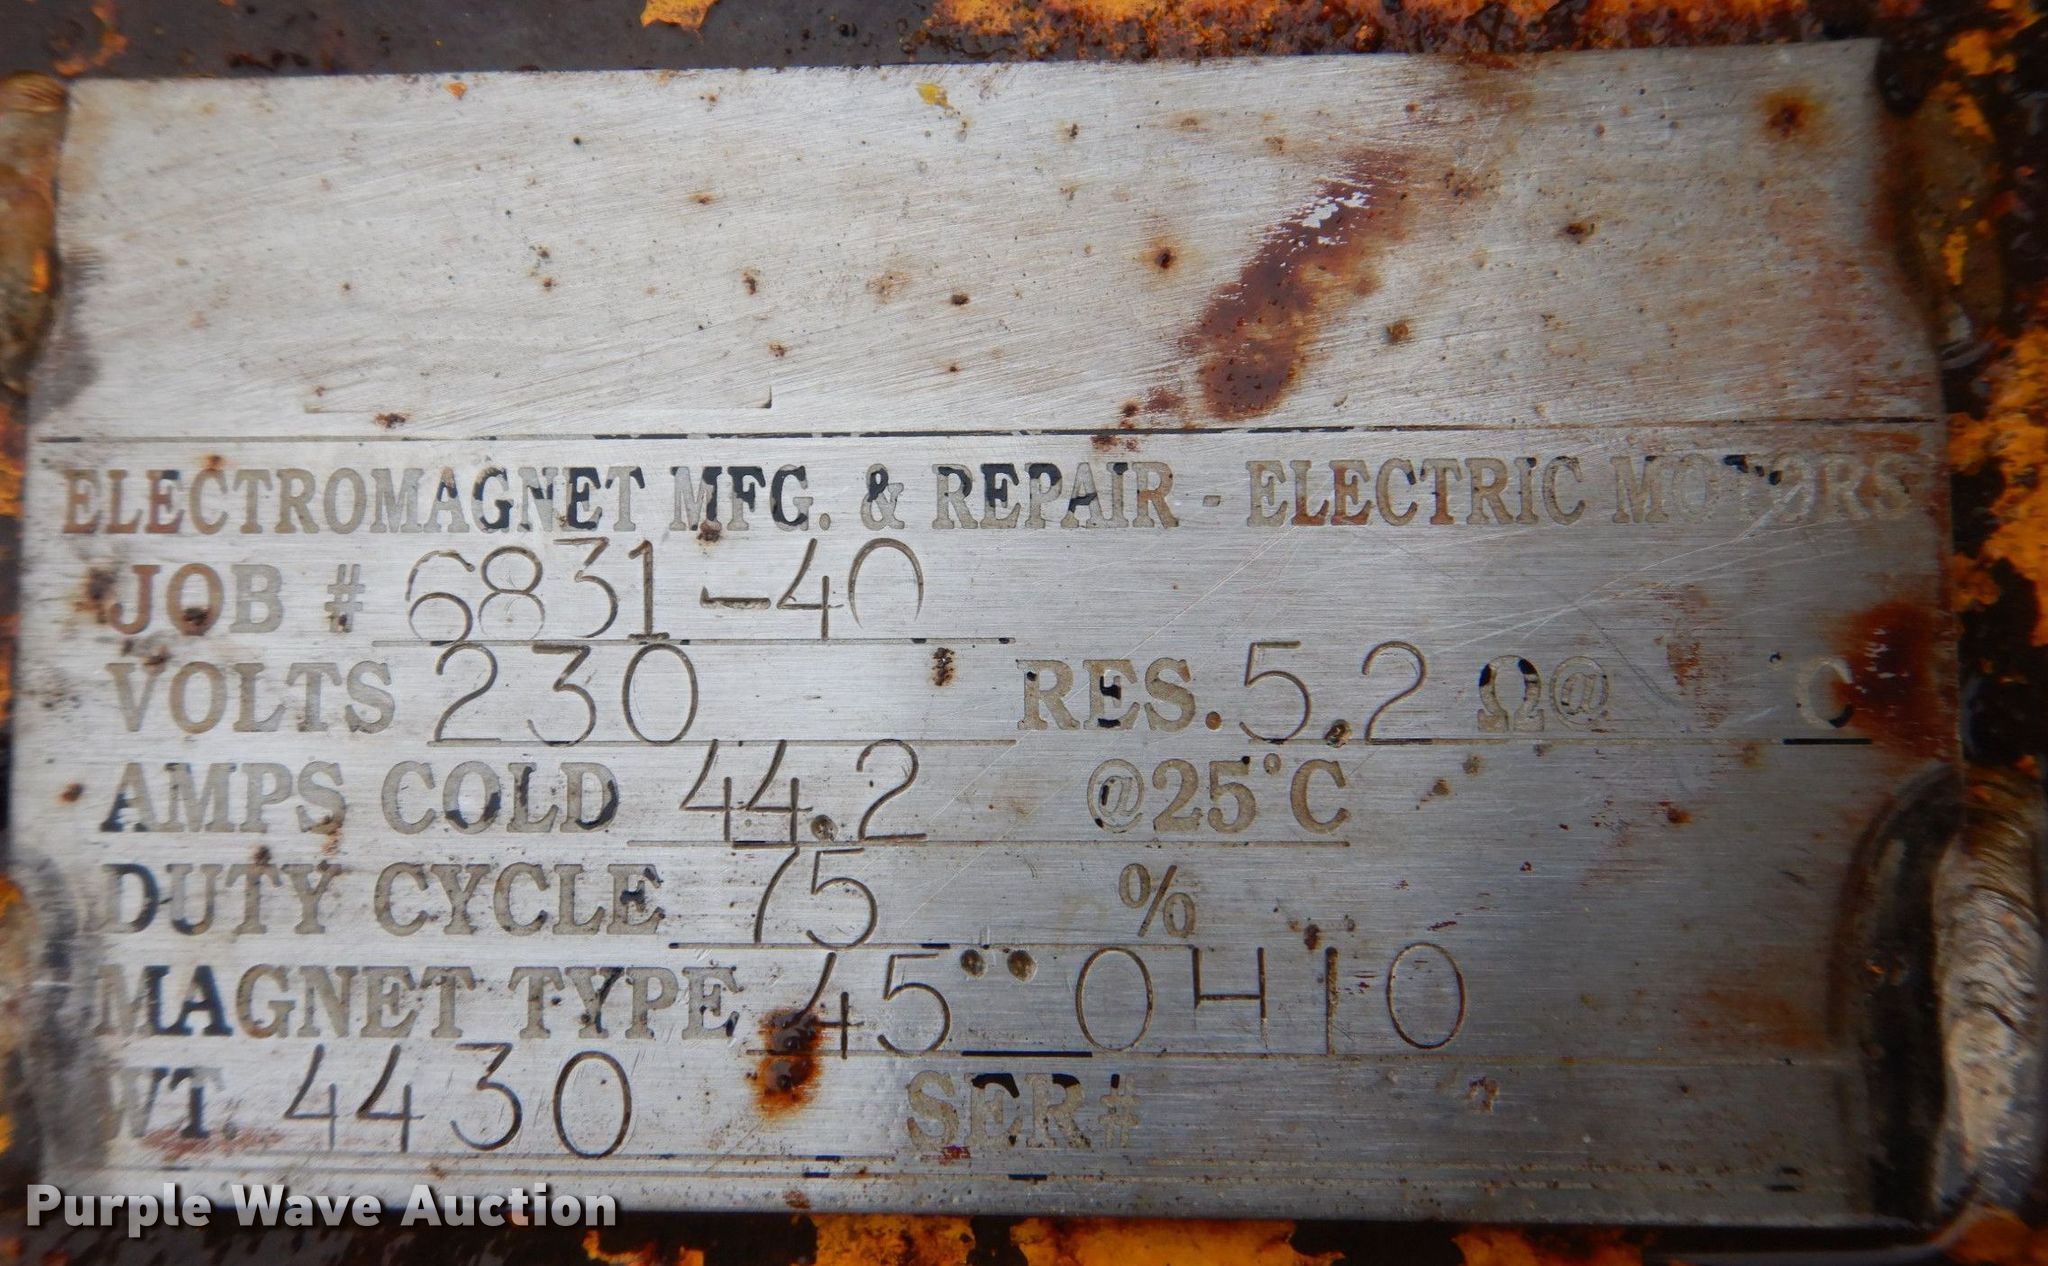 ELECTROMAGNET MFG. & REPAIR - ELECTRIC MOTORS
JOB # 6831-40
VOLTS 230 RES. 5.2 Ω@ C
AMPS COLD 44.2 @25°C
DUTY CYCLE 75 %
MAGNET TYPE 45" 0410
WT. 4430 SER#
Purple Wave Auction